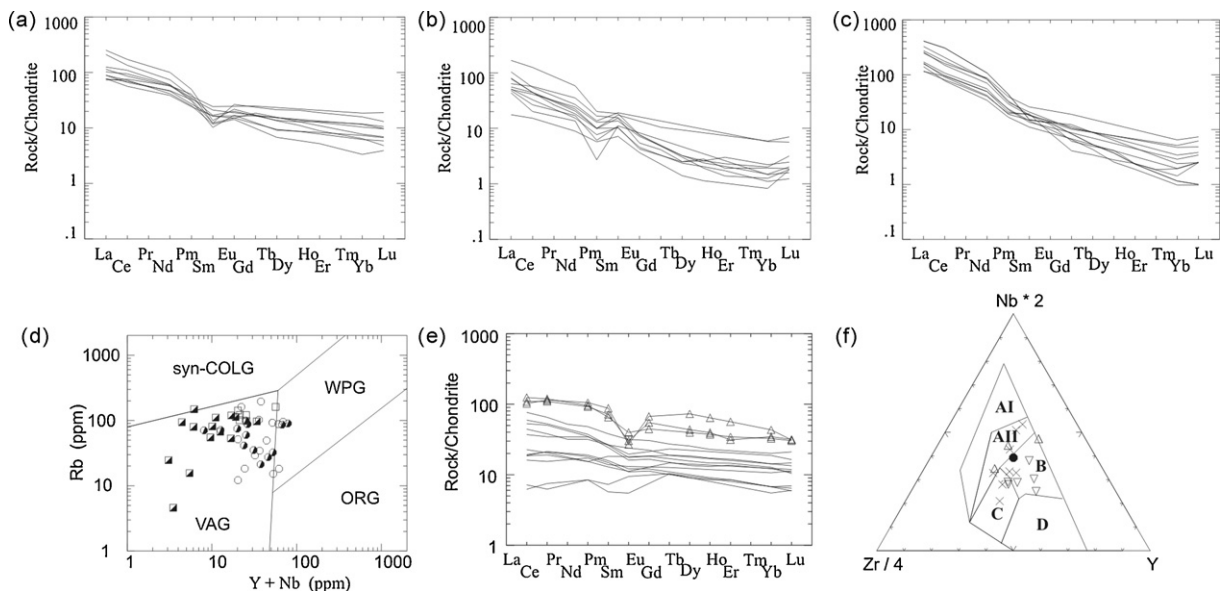 (a)
1000
100
10
1
.1
Rock/Chondrite
La Ce Pr Nd Pm Sm Eu Gd Tb Dy Ho Er Tm Yb Lu
(b)
1000
100
10
1
.1
Rock/Chondrite
La Ce Pr Nd Pm Sm Eu Gd Tb Dy Ho Er Tm Yb Lu
(c)
1000
100
10
1
.1
Rock/Chondrite
La Ce Pr Nd Pm Sm Eu Gd Tb Dy Ho Er Tm Yb Lu
(d)
1000
100
10
1
Rb (ppm)
syn-COLG
WPG
VAG
ORG
1 10 100 1000
Y + Nb (ppm)
(e)
1000
100
10
1
Rock/Chondrite
La Ce Pr Nd Pm Sm Eu Gd Tb Dy Ho Er Tm Yb Lu
(f)
Nb * 2
AI
AII
B
C
D
Zr / 4
Y